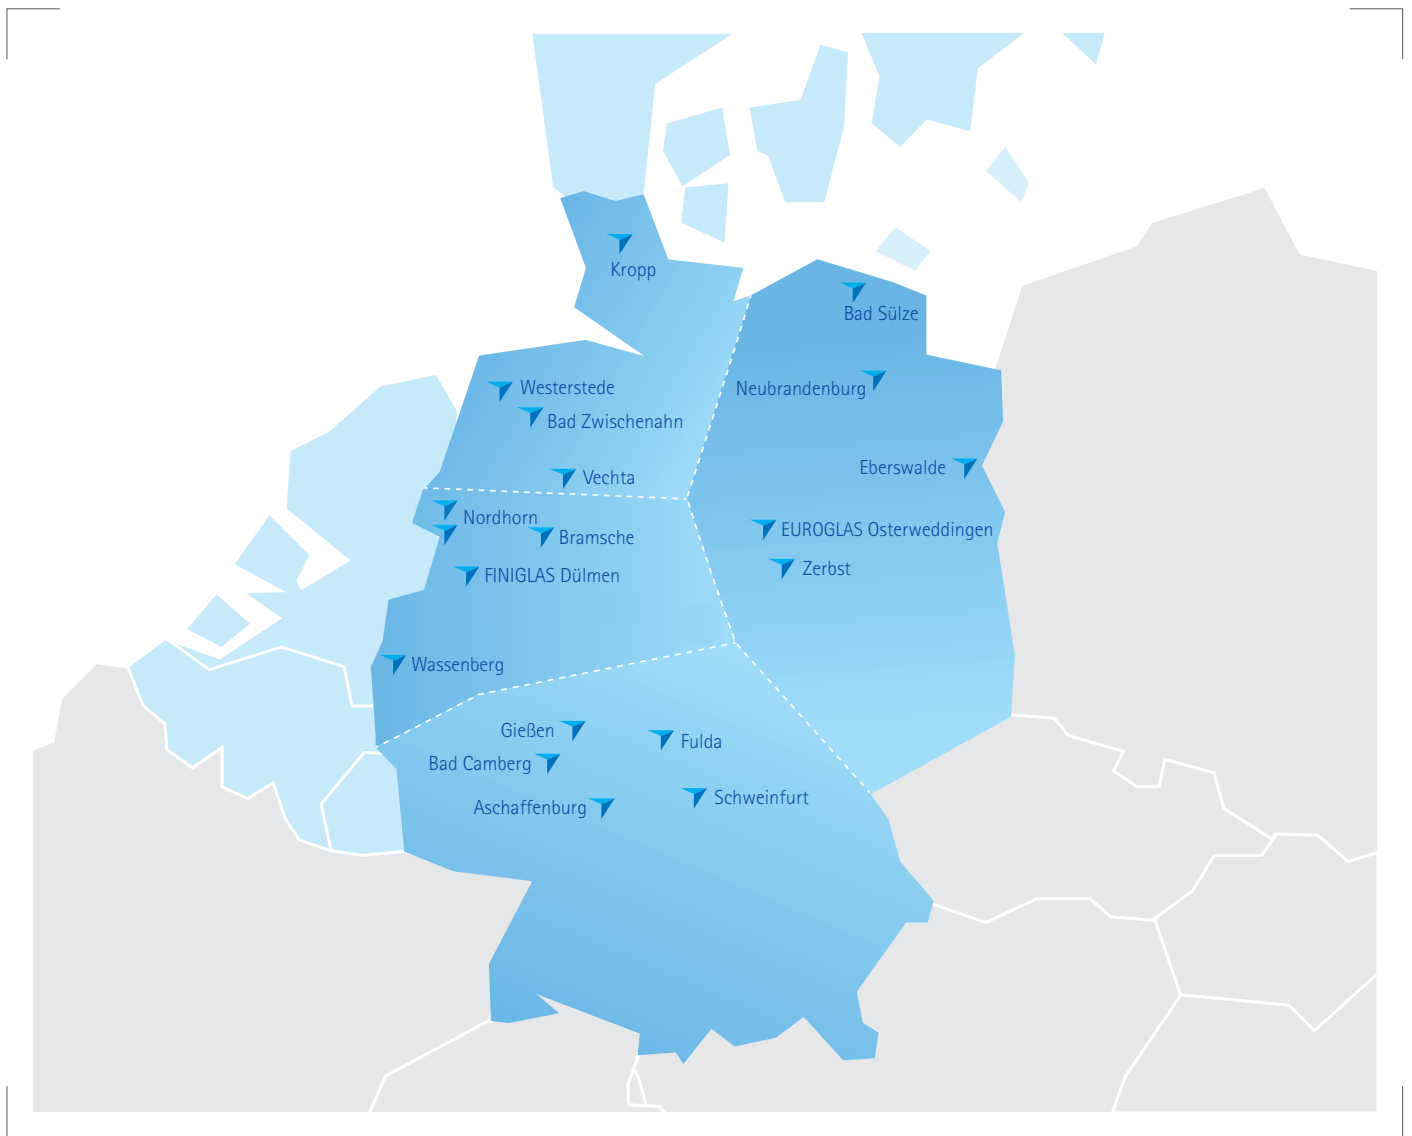 Kropp
Bad Sülze
Westerstede
Neubrandenburg
Bad Zwischenahn
Eberswalde
Vechta
Nordhorn
EUROGLAS Osterweddingen
Bramsche
Zerbst
FINIGLAS Dülmen
Wassenberg
Gießen
Fulda
Bad Camberg
Schweinfurt
Aschaffenburg